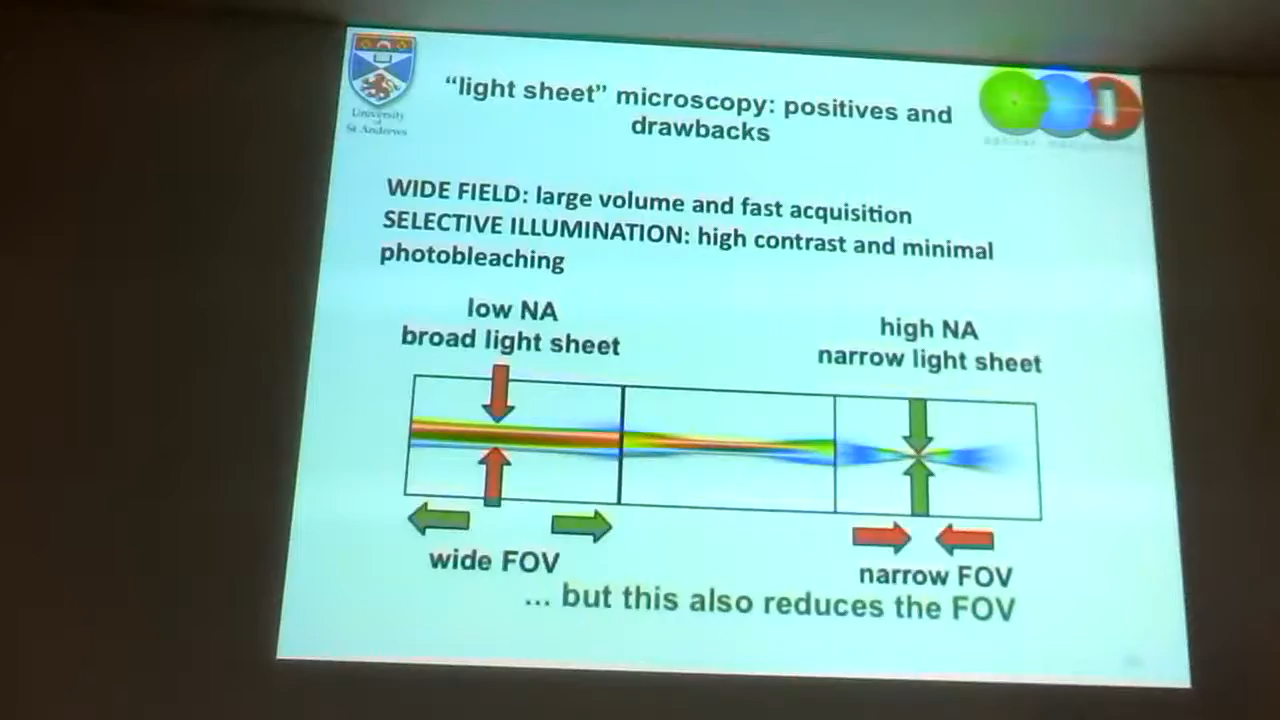 University
of
St Andrews
“light sheet” microscopy: positives and
drawbacks
WIDE FIELD: large volume and fast acquisition
SELECTIVE ILLUMINATION: high contrast and minimal
photobleaching
low NA
broad light sheet
high NA
narrow light sheet
wide FOV
narrow FOV
... but this also reduces the FOV